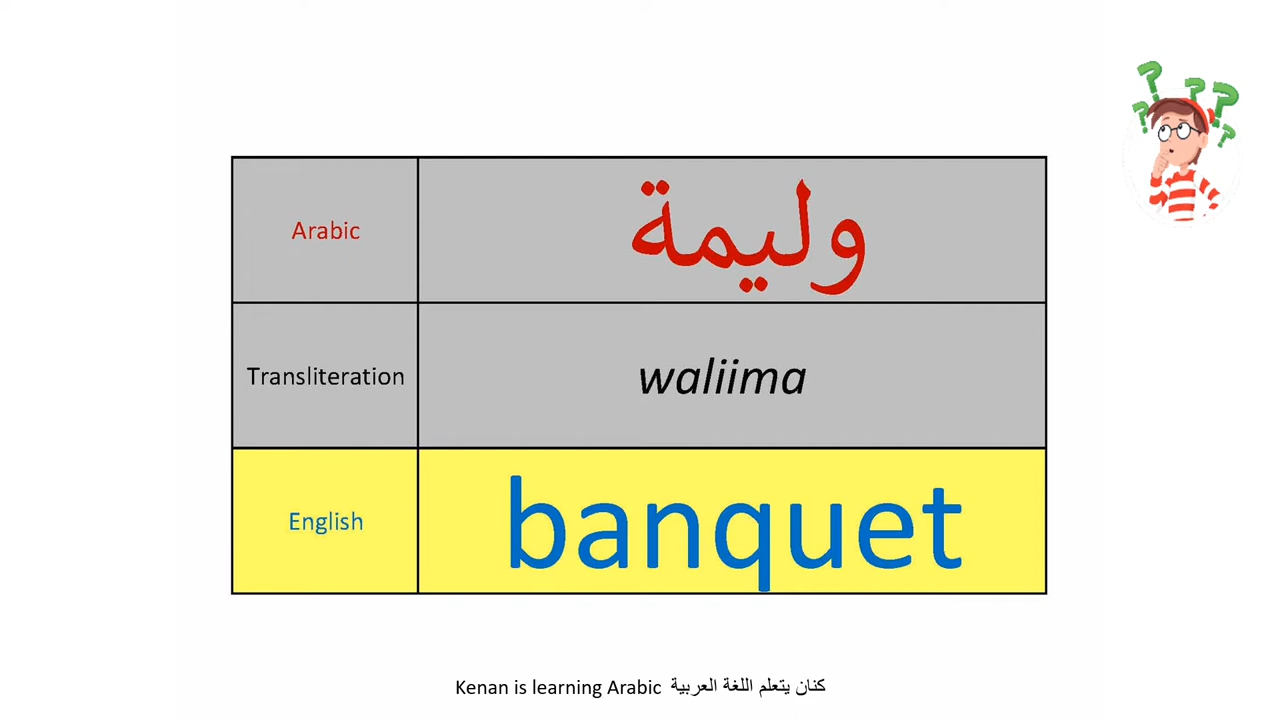 Arabic وليمة
Transliteration waliima
English banquet
Kenan is learning Arabic كنان يتعلم اللغة العربية